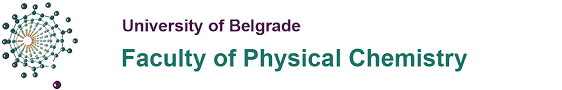 University of Belgrade
Faculty of Physical Chemistry